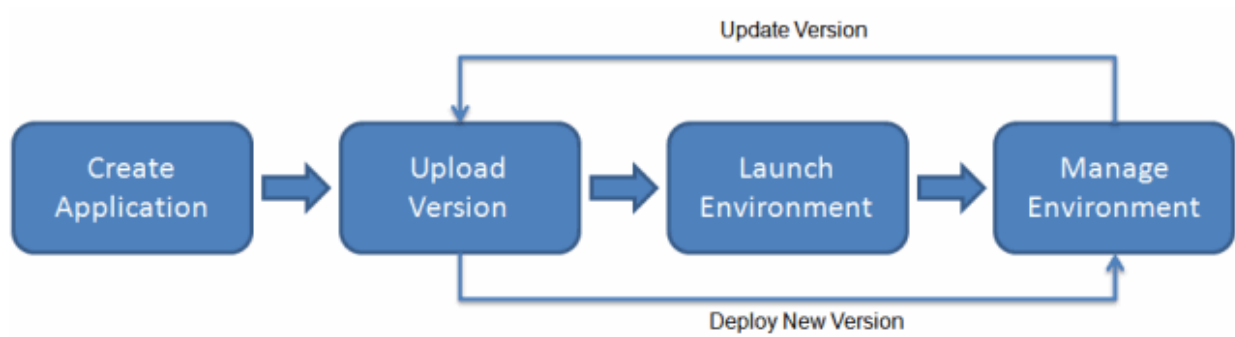 Update Version
Create
Application
Upload
Version
Launch
Environment
Manage
Environment
Deploy New Version